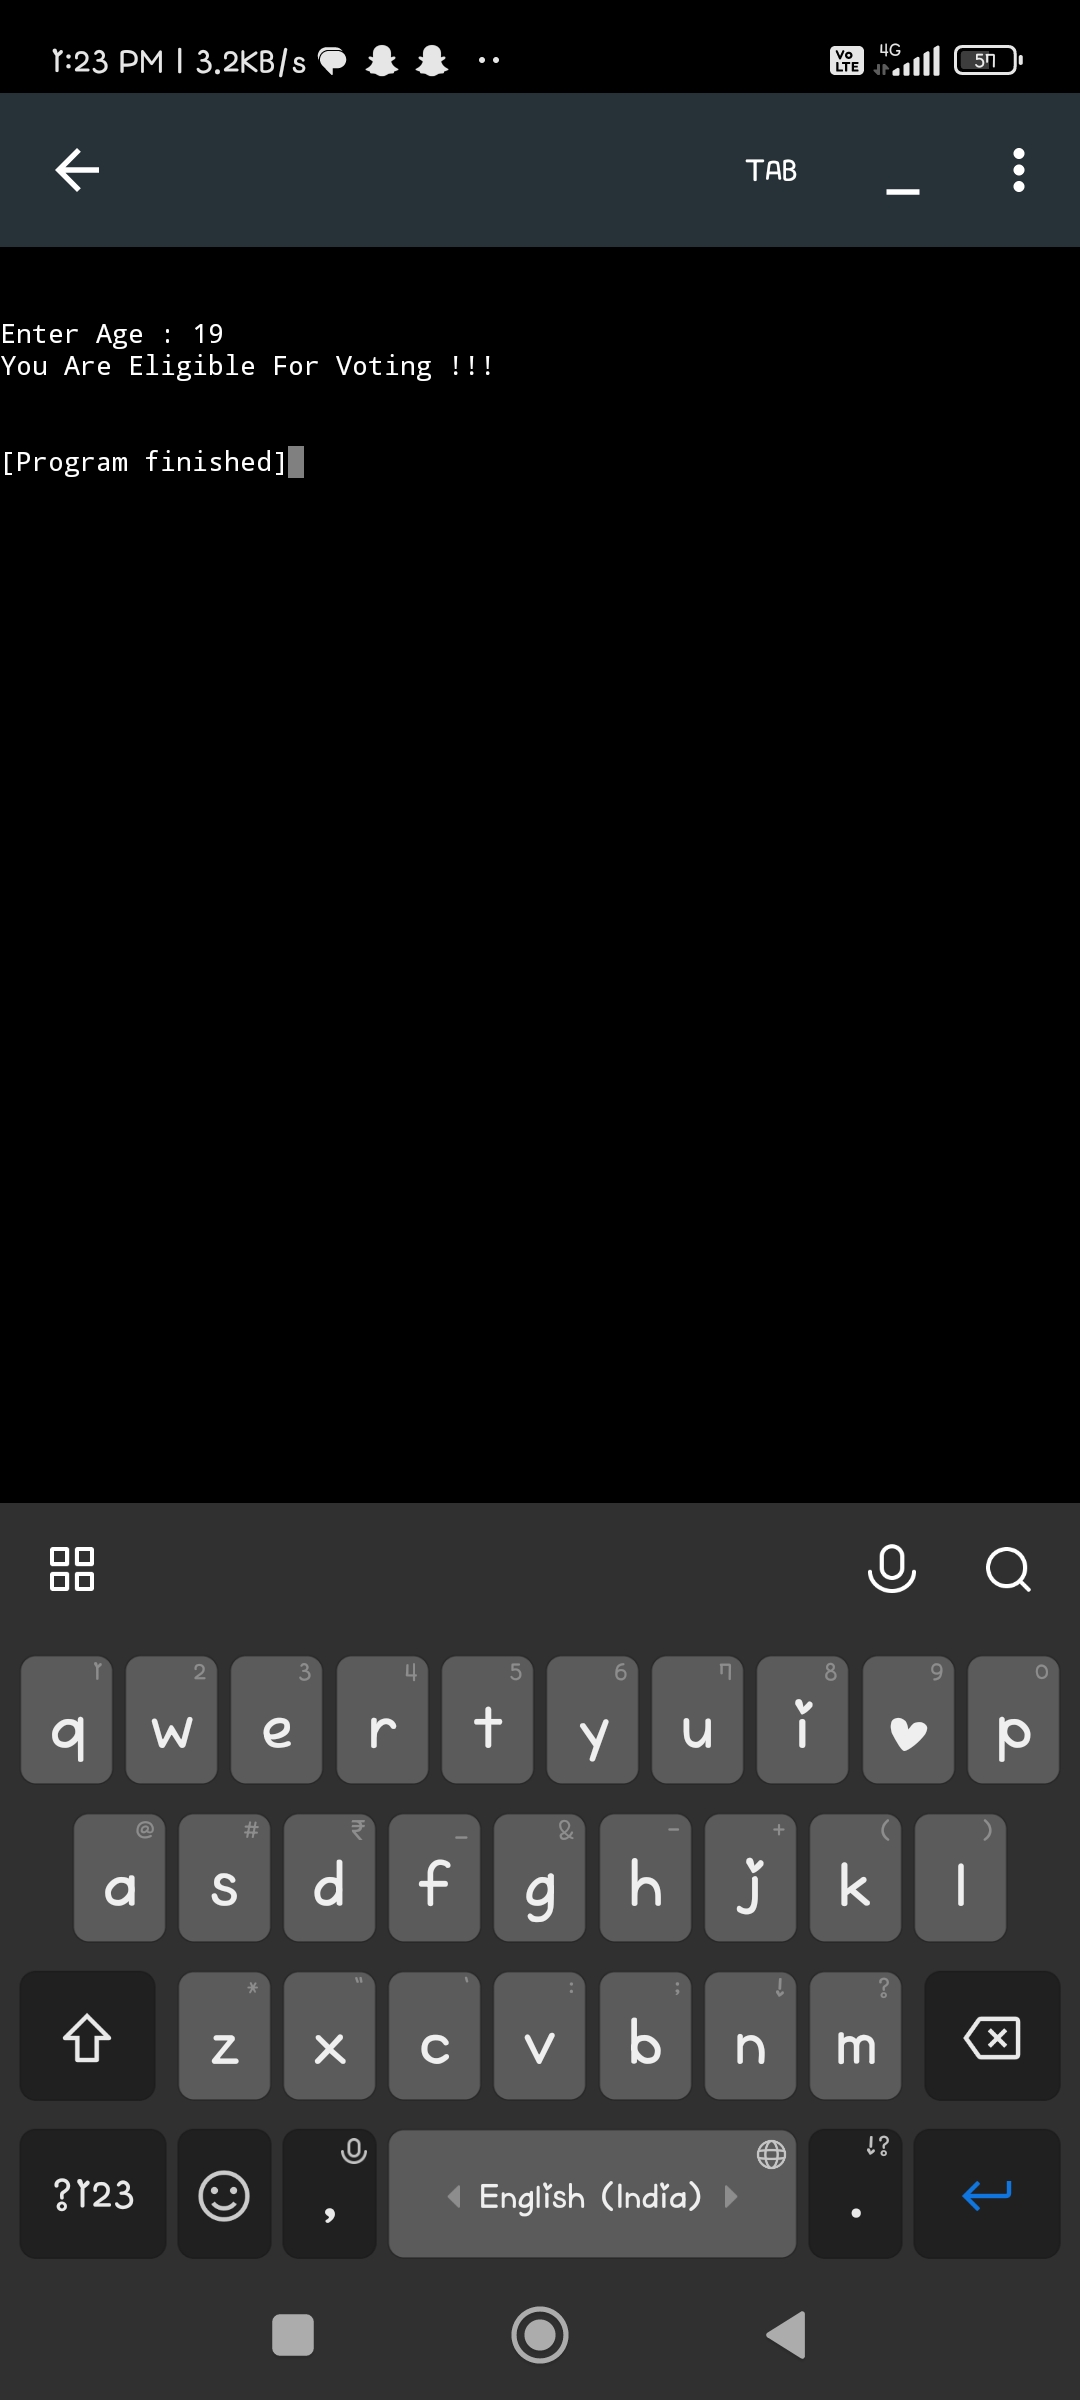 1:23 PM | 3.2KB/s
Vo LTE 4G 57
TAB
Enter Age : 19
You Are Eligible For Voting !!!
[Program finished]
1 2 3 4 5 6 7 8 9 0
q w e r t y u i p
@ # ₹ _ & - + ( )
a s d f g h j k l
* " ' : ; ! ?
z x c v b n m
!?
?123 , English (India) .